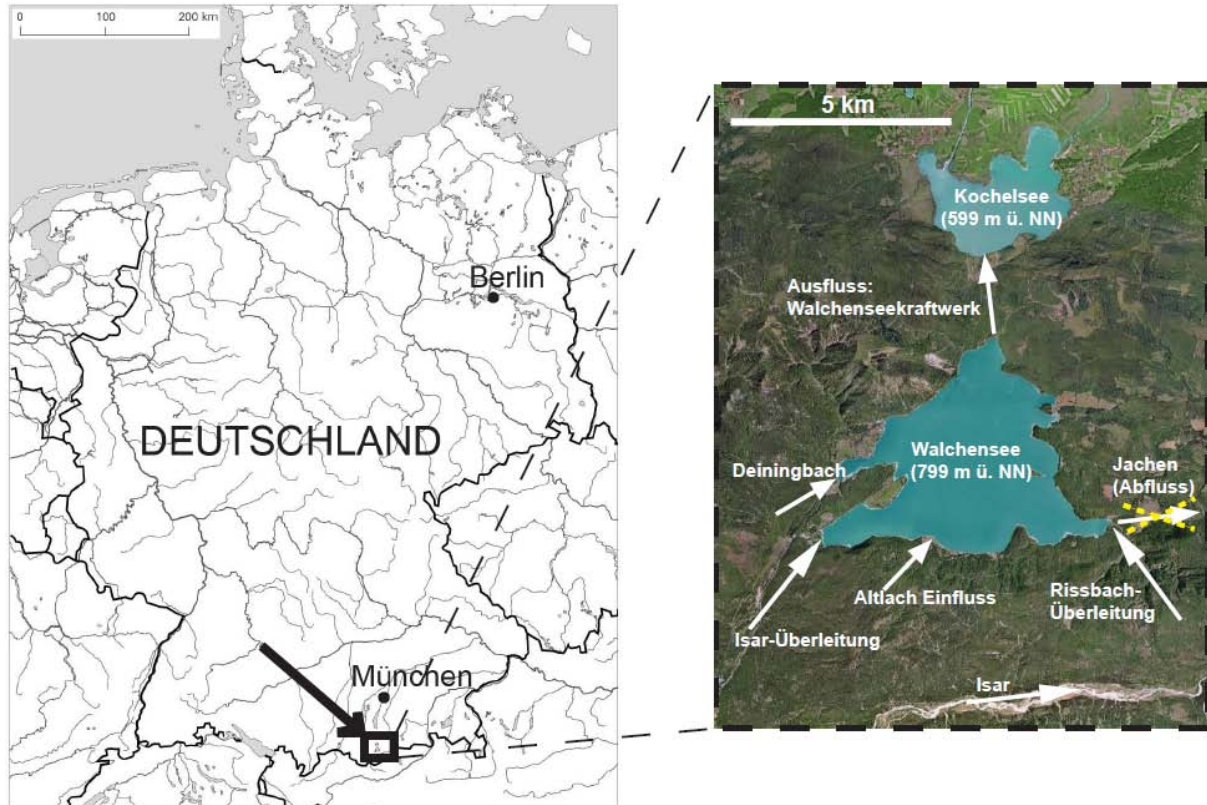 0 100 200 km
Berlin
DEUTSCHLAND
München
5 km
Kochelsee
(599 m ü. NN)
Ausfluss:
Walchenseekraftwerk
Walchensee
(799 m ü. NN)
Deiningbach
Jachen
(Abfluss)
Altlach Einfluss
Rissbach-
Überleitung
Isar-Überleitung
Isar